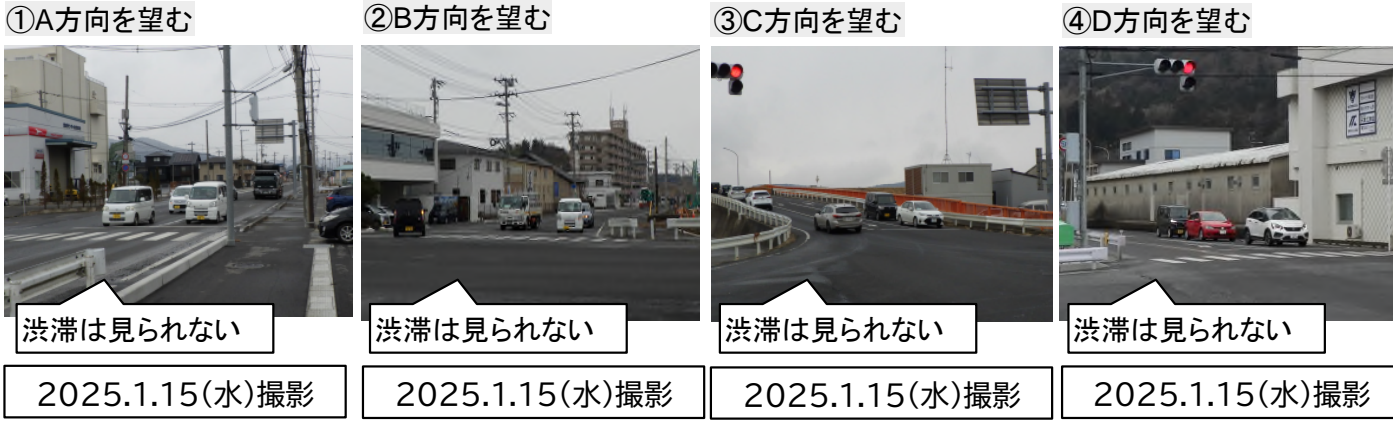 ①A方向を望む
②B方向を望む
③C方向を望む
④D方向を望む
渋滞は見られない
渋滞は見られない
渋滞は見られない
渋滞は見られない
2025.1.15(水)撮影
2025.1.15(水)撮影
2025.1.15(水)撮影
2025.1.15(水)撮影